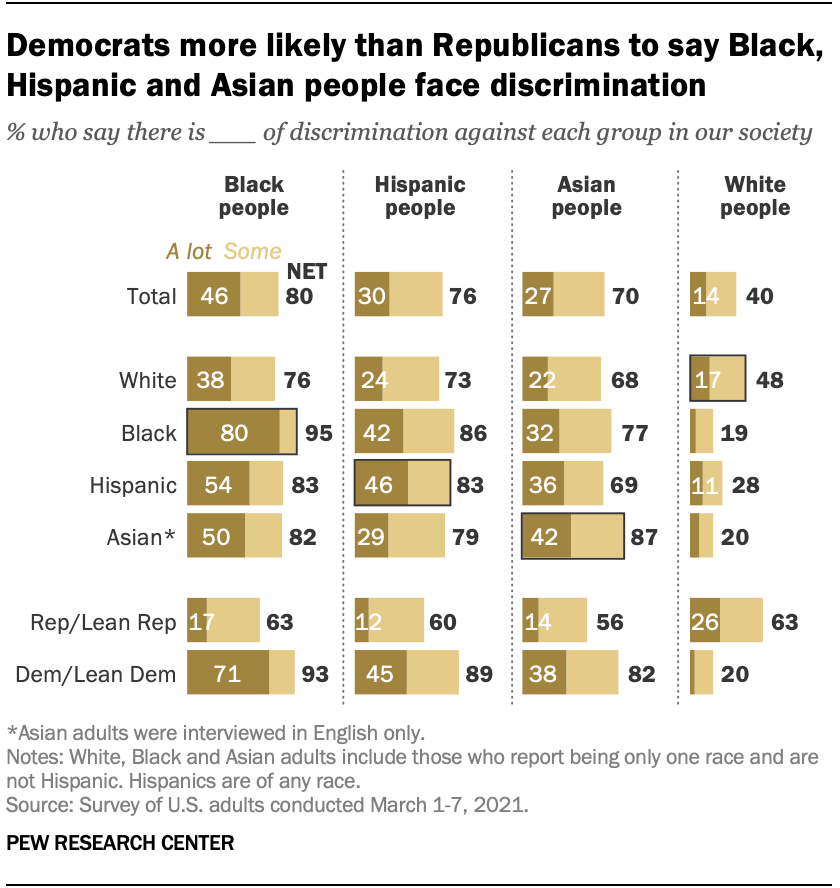 Democrats more likely than Republicans to say Black,
Hispanic and Asian people face discrimination
% who say there is ____ of discrimination against each group in our society
Black people Hispanic people Asian people White people
A lot Some
NET
Total 46 80 30 76 27 70 14 40
White 38 76 24 73 22 68 17 48
Black 80 95 42 86 32 77 19
Hispanic 54 83 46 83 36 69 11 28
Asian* 50 82 29 79 42 87 20
Rep/Lean Rep 17 63 12 60 14 56 26 63
Dem/Lean Dem 71 93 45 89 38 82 20
*Asian adults were interviewed in English only.
Notes: White, Black and Asian adults include those who report being only one race and are
not Hispanic. Hispanics are of any race.
Source: Survey of U.S. adults conducted March 1-7, 2021.
PEW RESEARCH CENTER